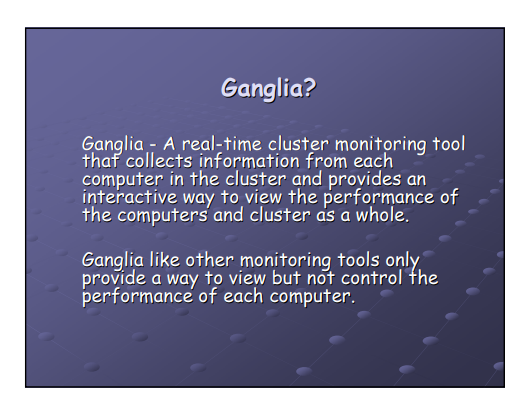 Ganglia?
Ganglia - A real-time cluster monitoring tool
that collects information from each
computer in the cluster and provides an
interactive way to view the performance of
the computers and cluster as a whole.
Ganglia like other monitoring tools only
provide a way to view but not control the
performance of each computer.